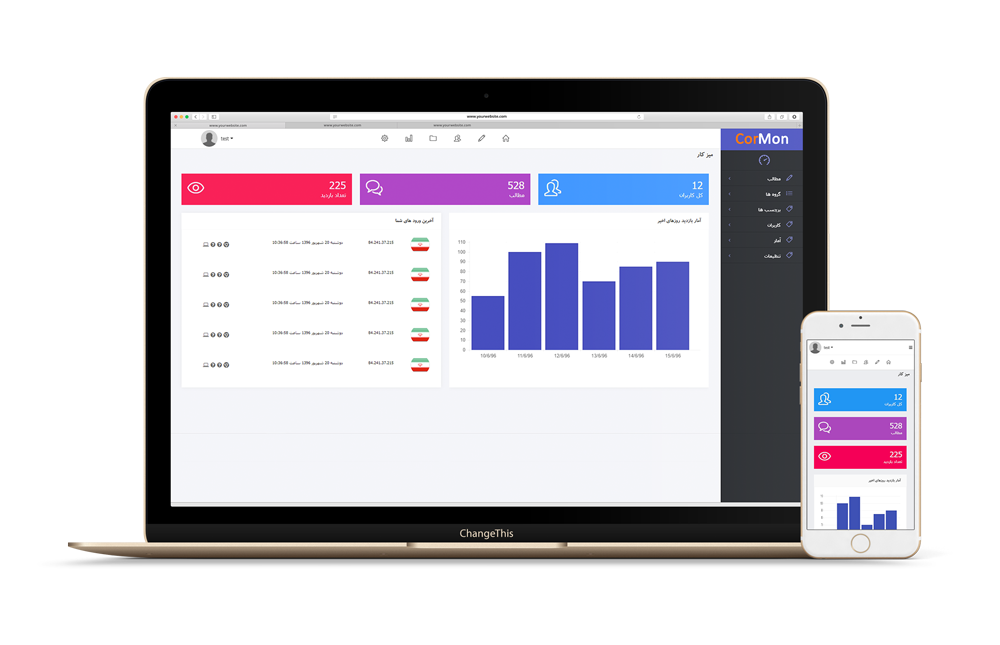 www.yourwebsite.com
www.yourwebsite.com
www.yourwebsite.com
www.yourwebsite.com
test
CorMon
میز کار
مطالب
گروه ها
برچسب ها
کاربران
آمار
تنظیمات
12
کل کاربران
528
مطالب
225
تعداد بازدید
آمار بازدید روزهای اخیر
110
100
90
80
70
60
50
40
30
20
10
0
10/6/96
11/6/96
12/6/96
13/6/96
14/6/96
15/6/96
آخرین ورود های شما
84.241.37.215
دوشنبه 20 شهریور 1396 ساعت 10:36:08
84.241.37.215
دوشنبه 20 شهریور 1396 ساعت 10:36:08
84.241.37.215
دوشنبه 20 شهریور 1396 ساعت 10:36:08
84.241.37.215
دوشنبه 20 شهریور 1396 ساعت 10:36:08
84.241.37.215
دوشنبه 20 شهریور 1396 ساعت 10:36:08
ChangeThis
test
میز کار
12
کل کاربران
528
مطالب
225
تعداد بازدید
آمار بازدید روزهای اخیر